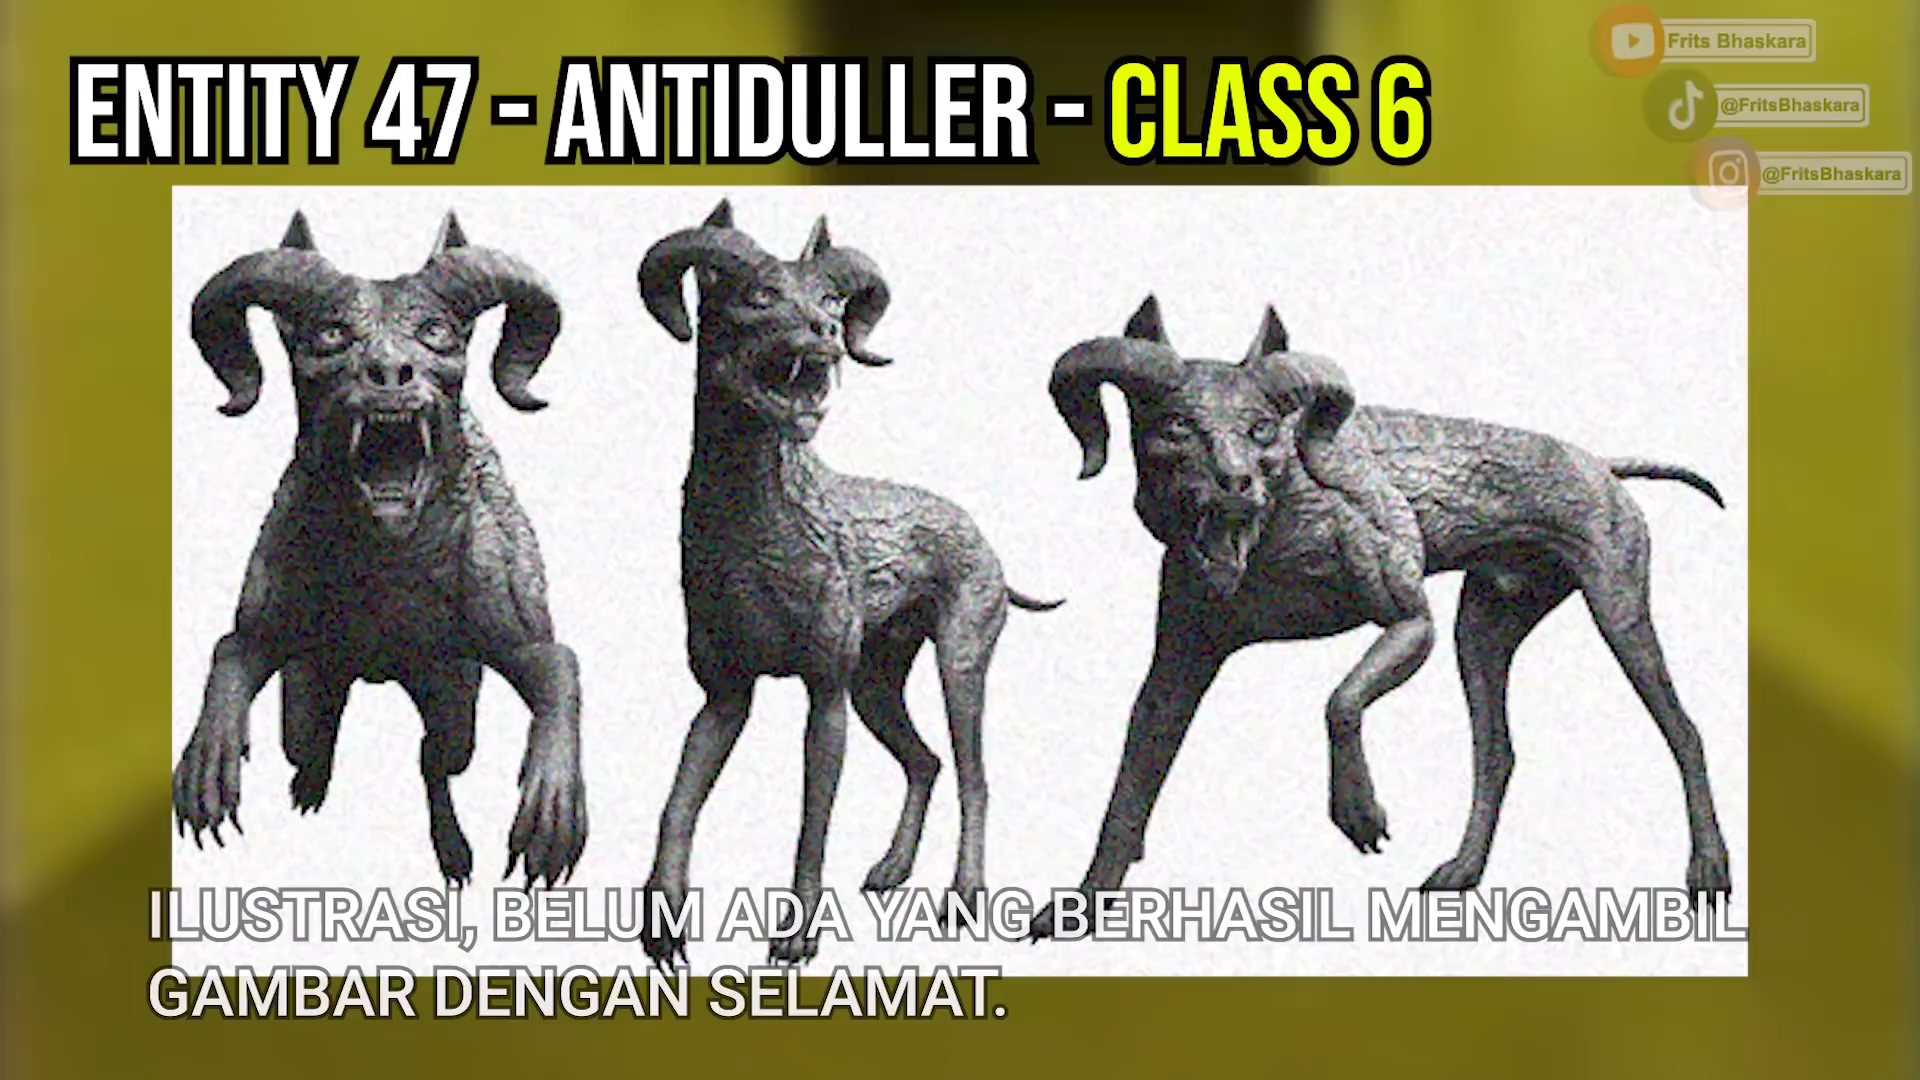 ENTITY 47 - ANTIDULLER - CLASS 6
Frits Bhaskara
@FritsBhaskara
@FritsBhaskara
ILUSTRASI, BELUM ADA YANG BERHASIL MENGAMBIL
GAMBAR DENGAN SELAMAT.